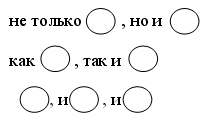 не только , но и
как , так и
, и , и